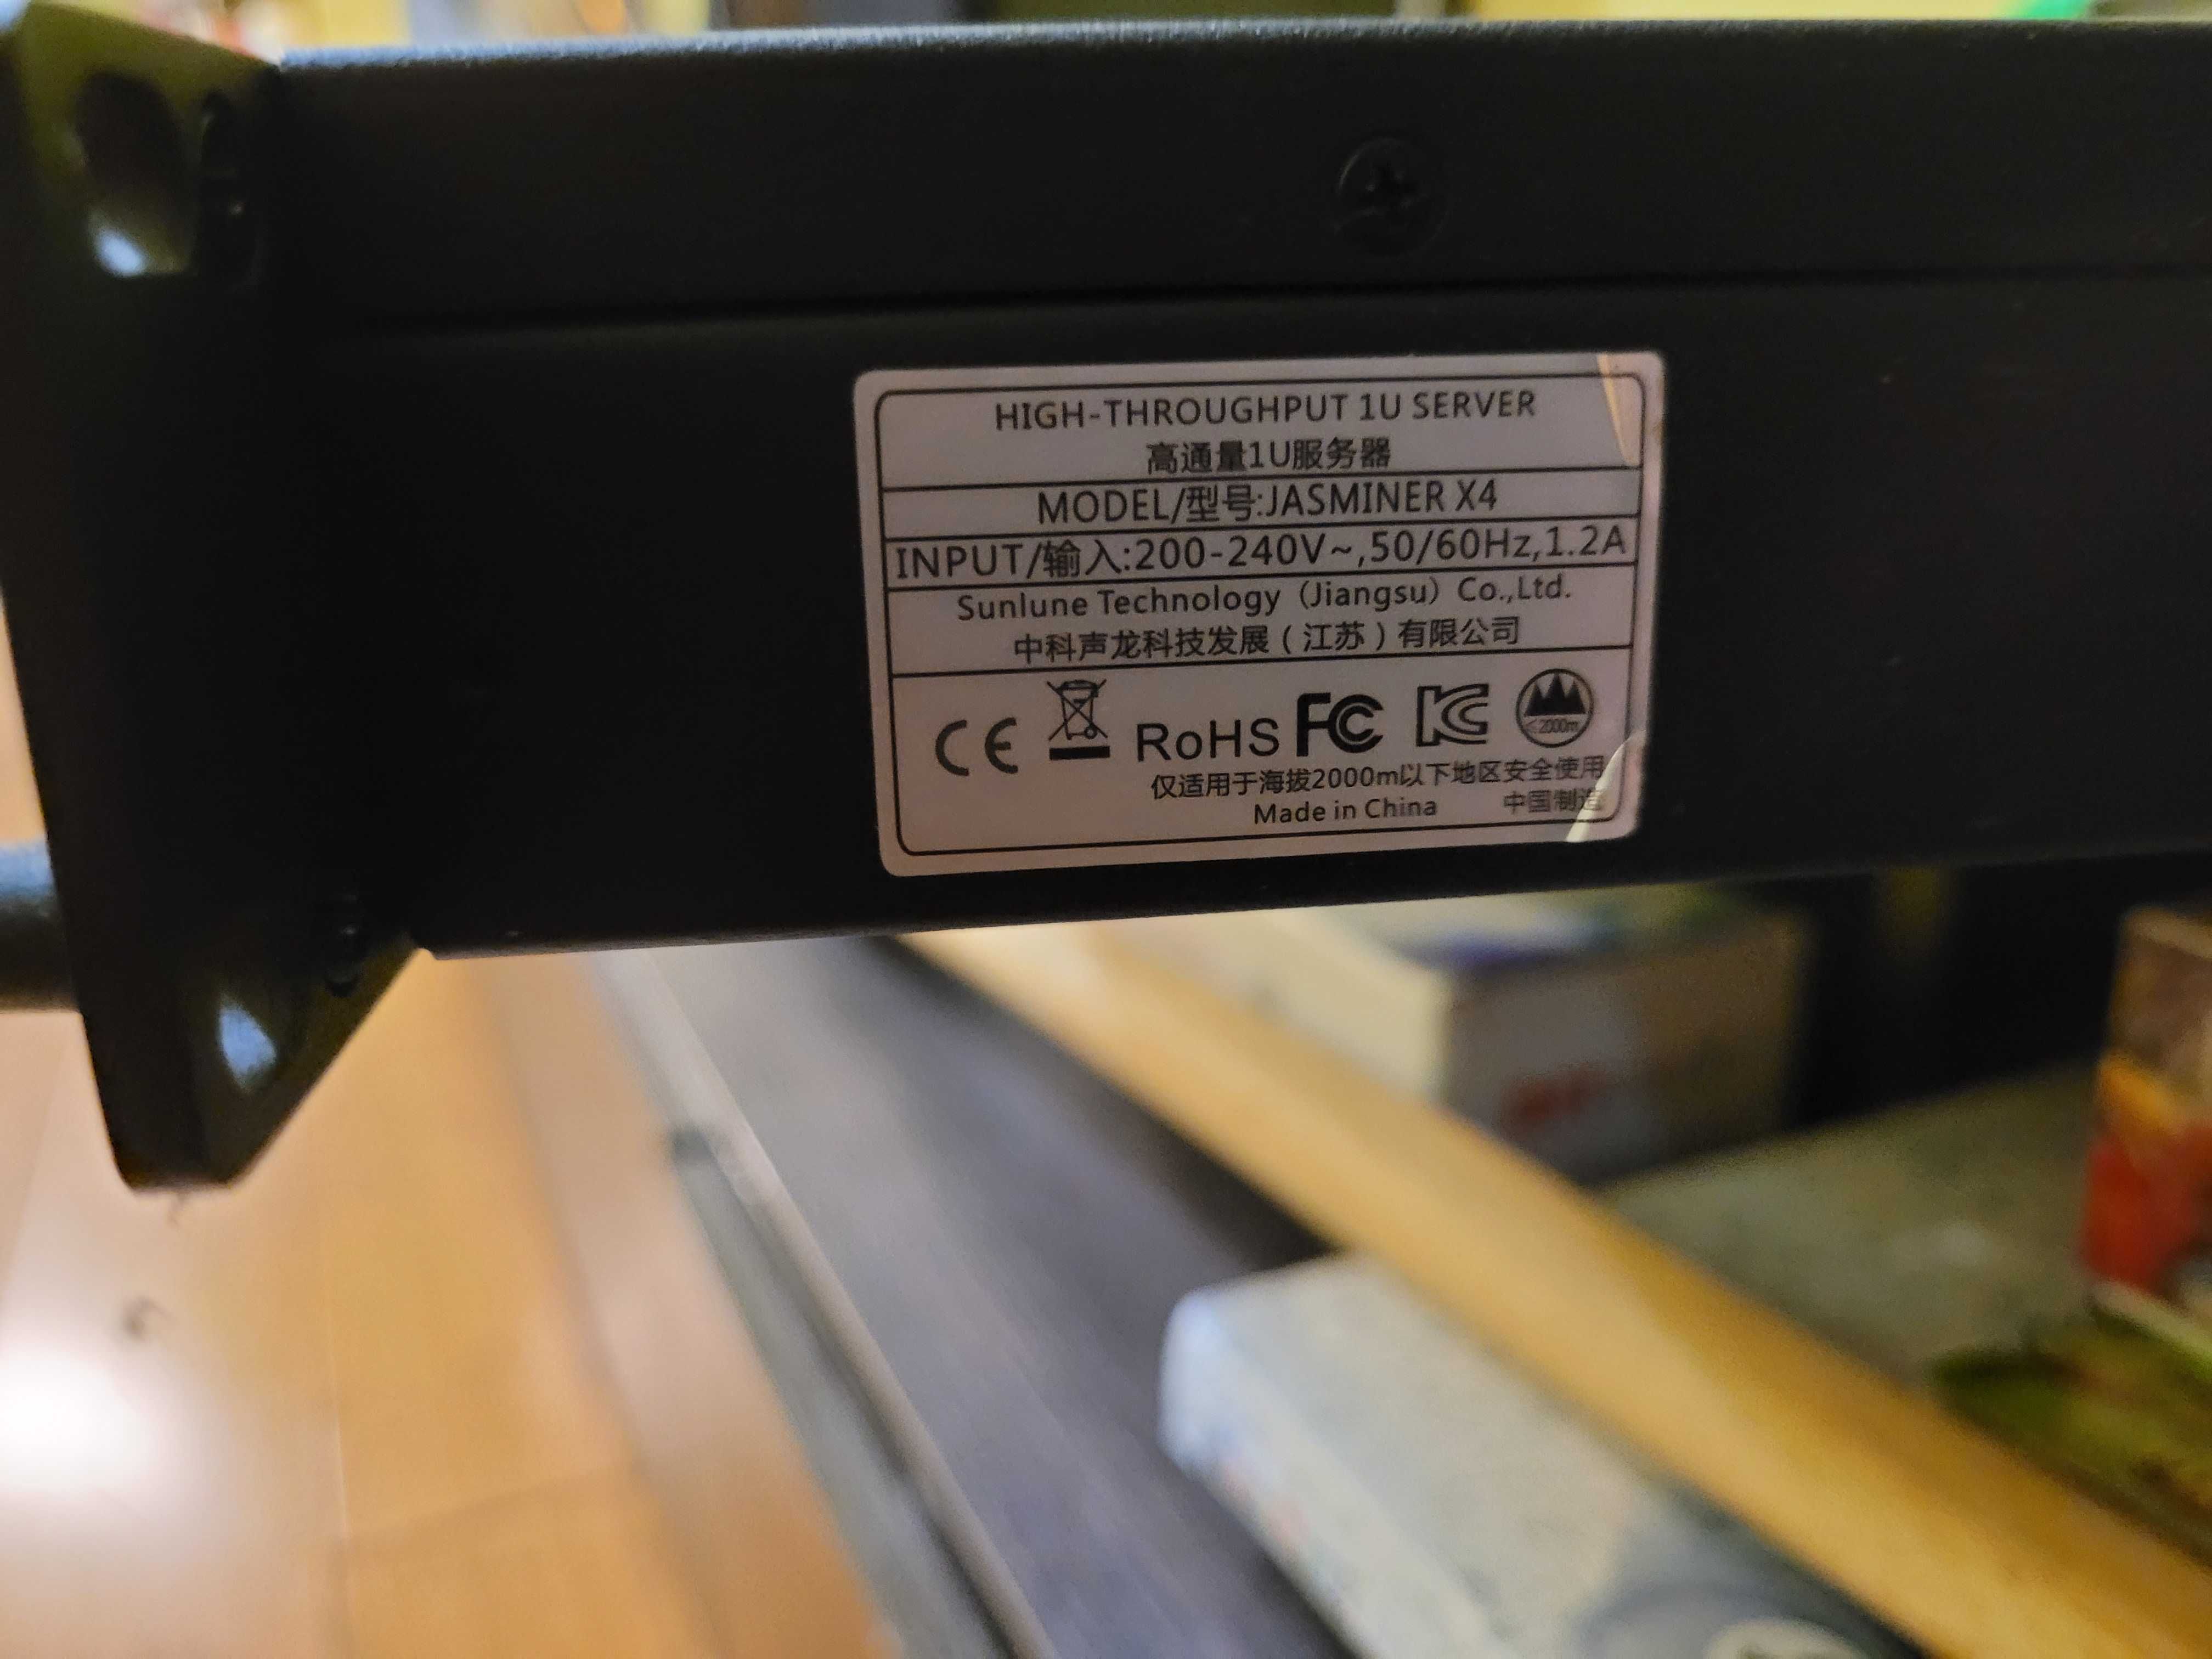 HIGH-THROUGHPUT 1U SERVER
高通量1U服务器
MODEL/型号:JASMINER X4
INPUT/输入:200-240V~,50/60Hz,1.2A
Sunlune Technology（Jiangsu）Co.,Ltd.
中科声龙科技发展（江苏）有限公司
CE RoHS FC KC ≤2000m
仅适用于海拔2000m以下地区安全使用
Made in China 中国制造